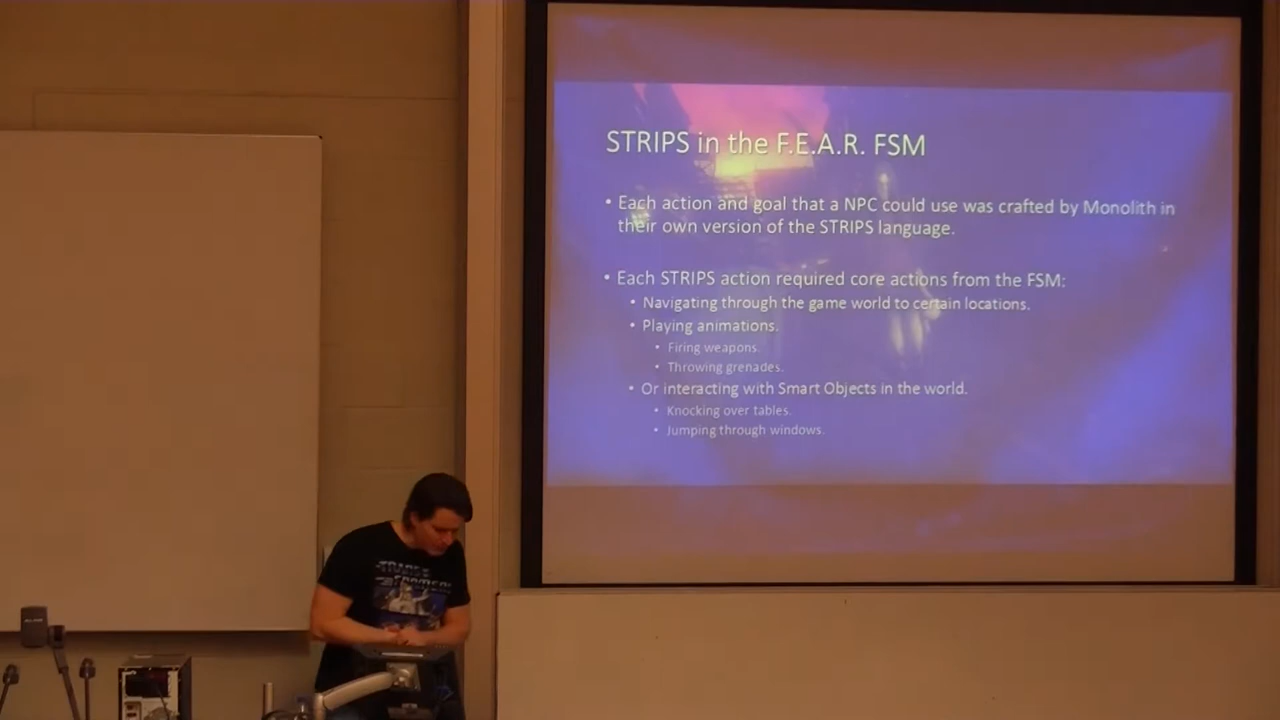 STRIPS in the F.E.A.R. FSM
• Each action and goal that a NPC could use was crafted by Monolith in
their own version of the STRIPS language.
• Each STRIPS action required core actions from the FSM:
• Navigating through the game world to certain locations.
• Playing animations.
• Firing weapons.
• Throwing grenades.
• Or interacting with Smart Objects in the world.
• Knocking over tables.
• Jumping through windows.
TRANSFORMERS